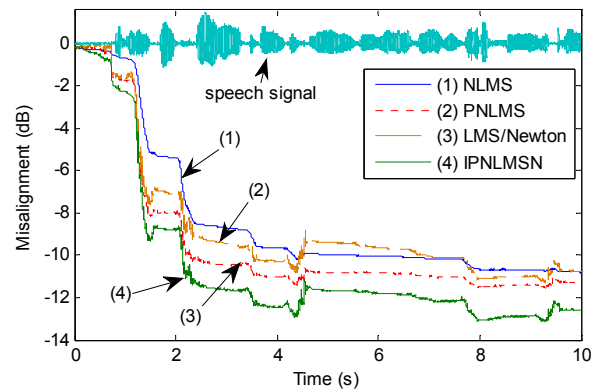 0
-2
-4
-6
-8
-10
-12
-14
0
2
4
6
8
10
Misalignment (dB)
Time (s)
speech signal
(1) NLMS
(2) PNLMS
(3) LMS/Newton
(4) IPNLMSN
(1)
(2)
(3)
(4)